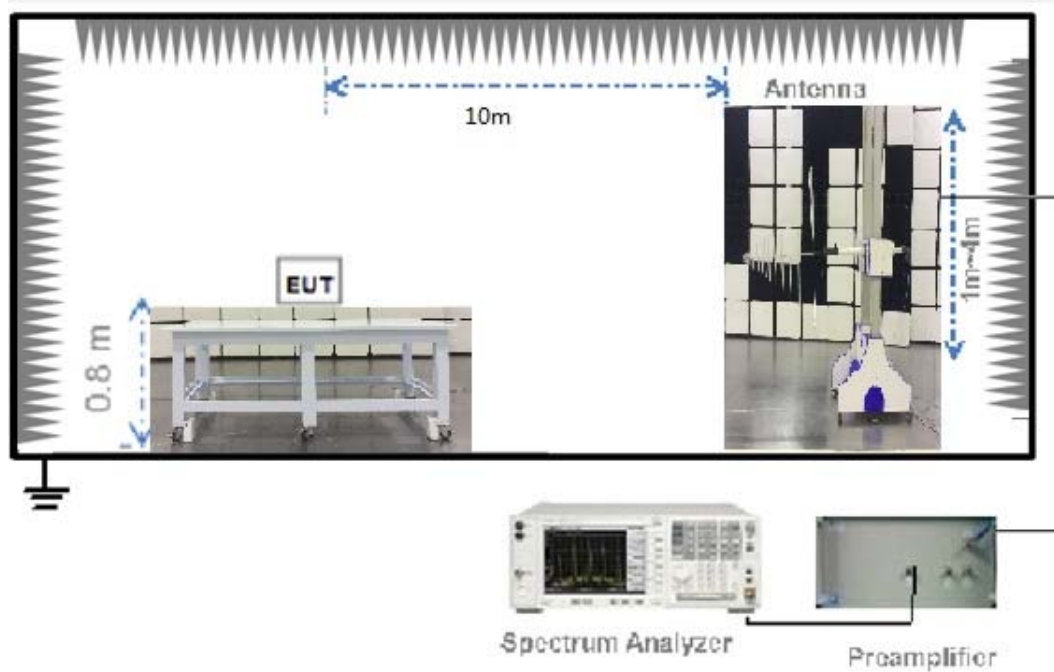 Antenna
10m
1m~4m
EUT
0.8 m
Spectrum Analyzer
Preamplifier